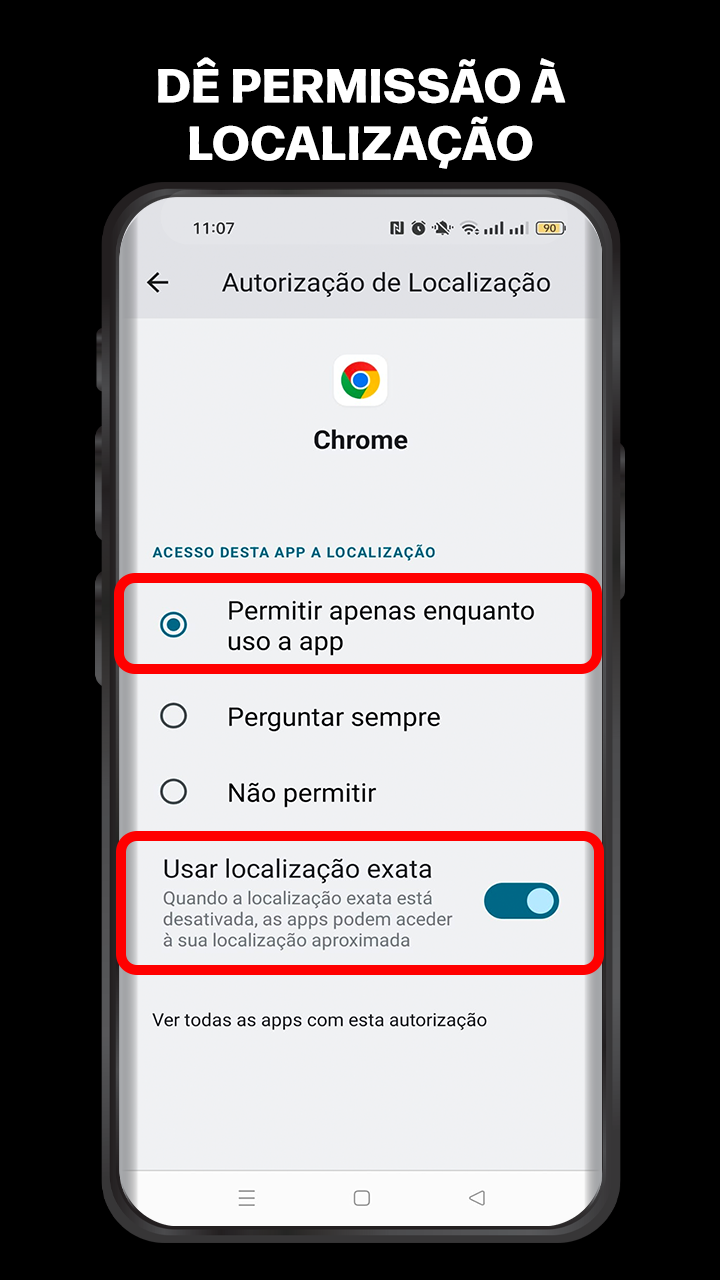 DÊ PERMISSÃO À
LOCALIZAÇÃO
11:07
90
Autorização de Localização
Chrome
ACESSO DESTA APP A LOCALIZAÇÃO
Permitir apenas enquanto
uso a app
Perguntar sempre
Não permitir
Usar localização exata
Quando a localização exata está
desativada, as apps podem aceder
à sua localização aproximada
Ver todas as apps com esta autorização